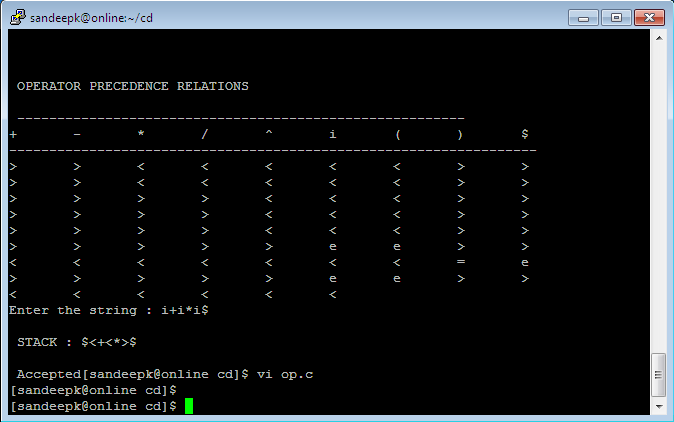 sandeepk@online:~/cd
OPERATOR PRECEDENCE RELATIONS
--------------------------------------------------------
+ - * / ^ i ( ) $
------------------------------------------------------------------
> > < < < < < > >
> > < < < < < > >
> > > > < < < > >
> > > > < < < > >
> > > > < < < > >
> > > > > e e > >
< < < < < < < = e
> > > > > e e > >
< < < < < <
Enter the string : i+i*i$
STACK : $<+<*>$
Accepted[sandeepk@online cd]$ vi op.c
[sandeepk@online cd]$
[sandeepk@online cd]$